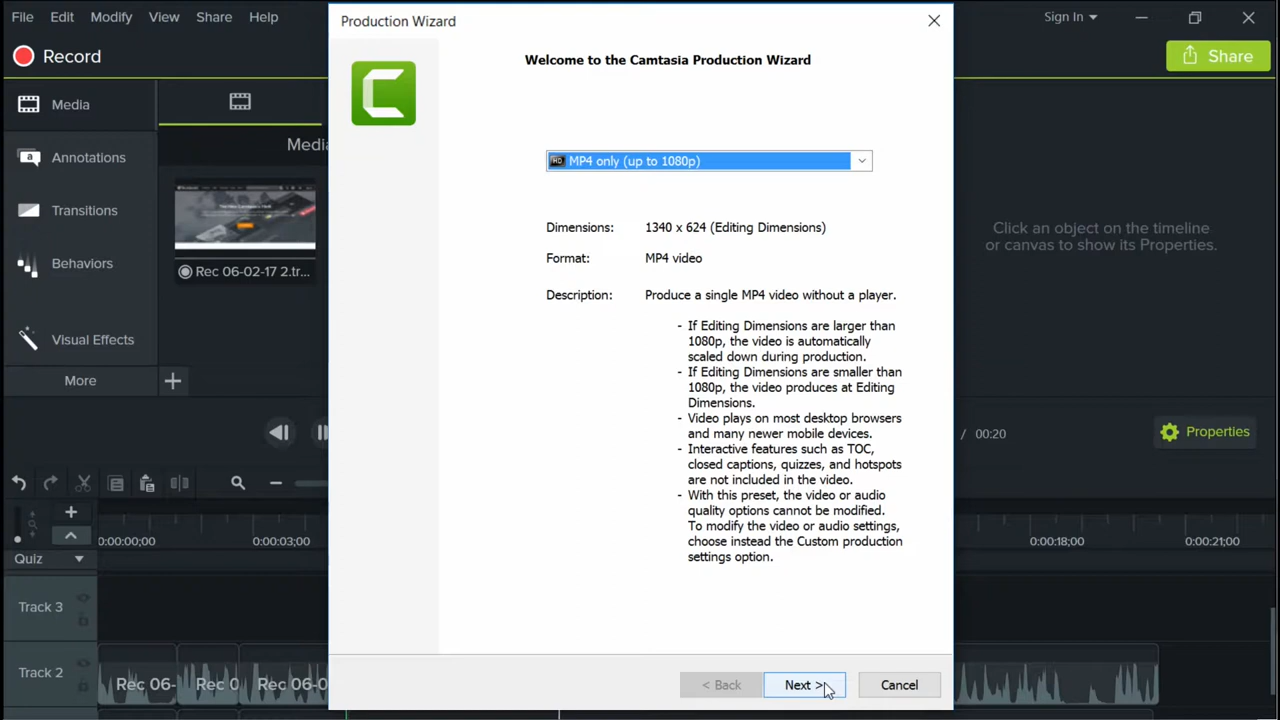 File Edit Modify View Share Help
Production Wizard
Sign In
Record
Welcome to the Camtasia Production Wizard
Share
Media
Annotations
Transitions
Behaviors
Visual Effects
More
Media
Rec 06-02-17 2.tr...
MP4 only (up to 1080p)
Dimensions: 1340 x 624 (Editing Dimensions)
Format: MP4 video
Description: Produce a single MP4 video without a player.
- If Editing Dimensions are larger than
1080p, the video is automatically
scaled down during production.
- If Editing Dimensions are smaller than
1080p, the video produces at Editing
Dimensions.
- Video plays on most desktop browsers
and many newer mobile devices.
- Interactive features such as TOC,
closed captions, quizzes, and hotspots
are not included in the video.
- With this preset, the video or audio
quality options cannot be modified.
To modify the video or audio settings,
choose instead the Custom production
settings option.
< Back Next > Cancel
Click an object on the timeline
or canvas to show its Properties.
/ 00:20
Properties
0:00:00;00 0:00:03;00 0:00:18;00 0:00:21;00
Quiz
Track 3
Track 2
Rec 06- Rec 0 Rec 06-0